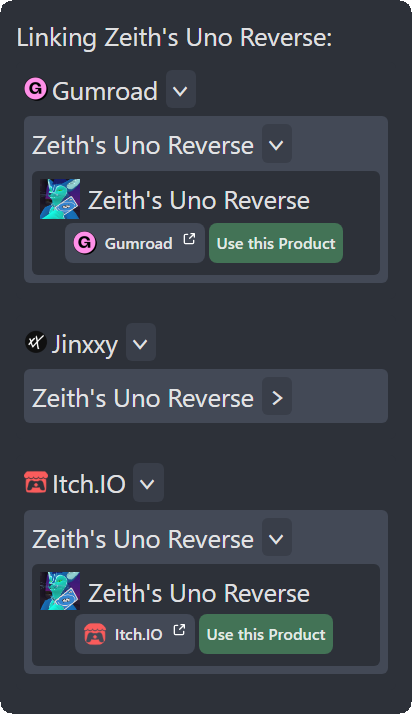 Linking Zeith's Uno Reverse:
Gumroad
Zeith's Uno Reverse
Zeith's Uno Reverse
Gumroad Use this Product
Jinxxy
Zeith's Uno Reverse
Itch.IO
Zeith's Uno Reverse
Zeith's Uno Reverse
Itch.IO Use this Product